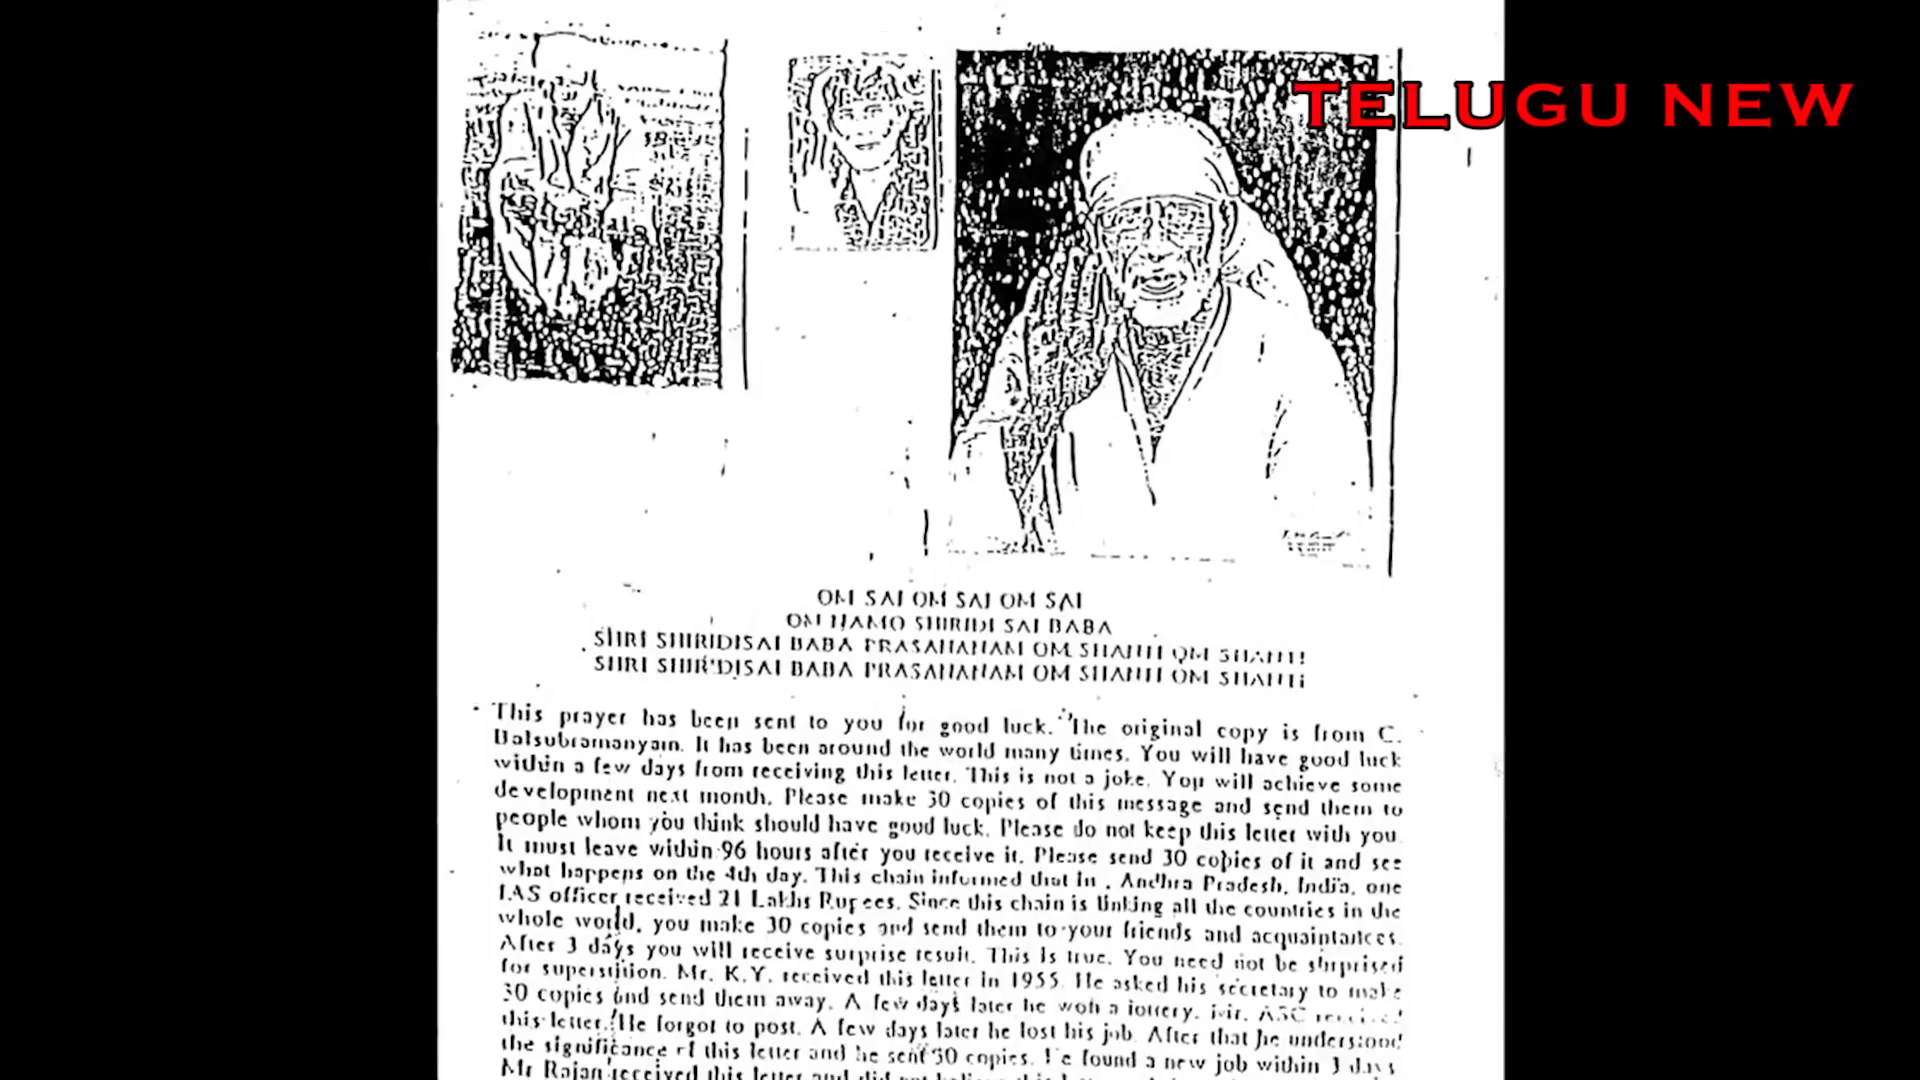 TELUGU NEW
OM SAI OM SAI OM SAI
OM NAMO SHIRIDI SAI BABA
SHRI SHIRIDISAI BABA PRASANANAM OM SHANTI OM SHANTI
SHRI SHIRIDISAI BABA PRASANANAM OM SHANTI OM SHANTI
This prayer has been sent to you for good luck. The original copy is from C.
Balsubramanyam. It has been around the world many times. You will have good luck
within a few days from receiving this letter. This is not a joke. You will achieve some
development next month. Please make 30 copies of this message and send them to
people whom you think should have good luck. Please do not keep this letter with you.
It must leave within 96 hours after you receive it. Please send 30 copies of it and see
what happens on the 4th day. This chain informed that in . Andhra Pradesh, India, one
IAS officer received 21 Lakhs Rupees. Since this chain is linking all the countries in the
whole world, you make 30 copies and send them to your friends and acquaintances.
After 3 days you will receive surprise result. This is true. You need not be surprised
for superstition. Mr. K.Y. received this letter in 1955. He asked his secretary to make
30 copies and send them away. A few days later he won a lottery. Mr. ABC received
this letter. He forgot to post. A few days later he lost his job. After that he understood
the significance of this letter and he sent 30 copies. He found a new job within 3 days
Mr Rajan received this letter and did not believe this letter